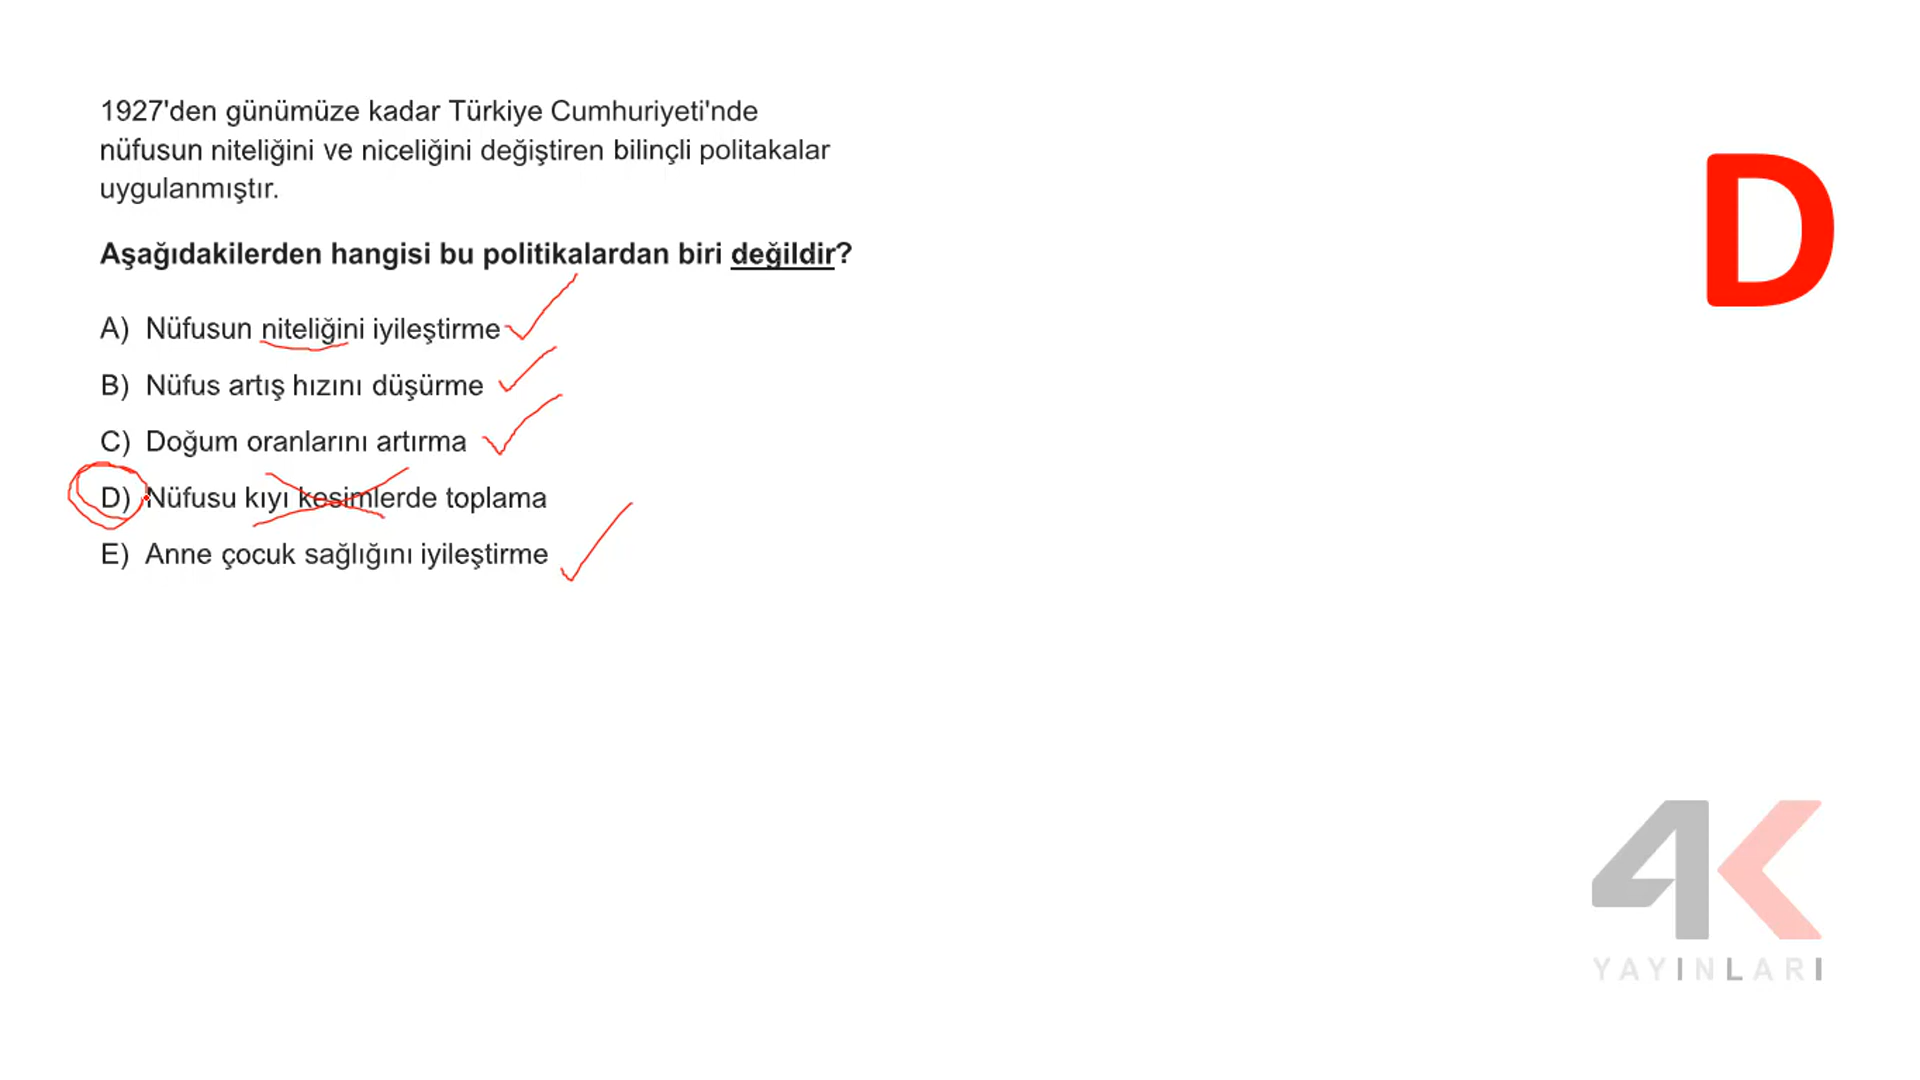 1927'den günümüze kadar Türkiye Cumhuriyeti'nde
nüfusun niteliğini ve niceliğini değiştiren bilinçli politakalar
uygulanmıştır.
Aşağıdakilerden hangisi bu politikalardan biri değildir?
A) Nüfusun niteliğini iyileştirme
B) Nüfus artış hızını düşürme
C) Doğum oranlarını artırma
D) Nüfusu kıyı kesimlerde toplama
E) Anne çocuk sağlığını iyileştirme
D
4K
YAYINLARI